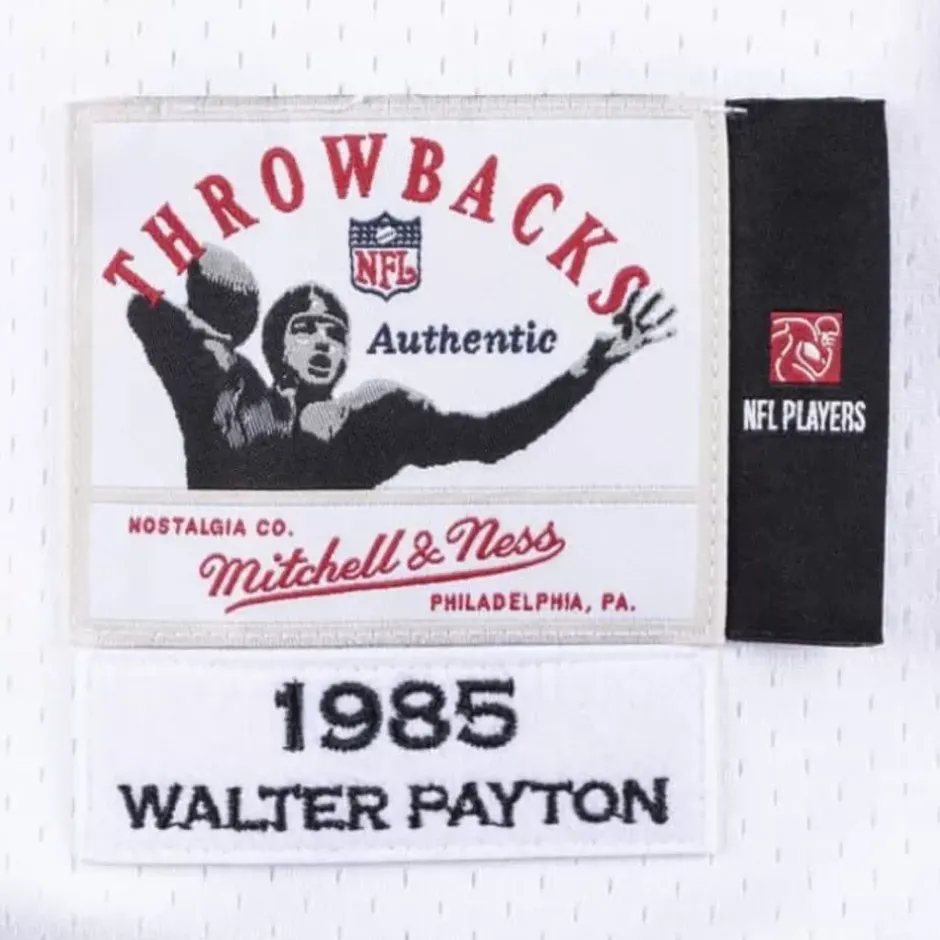 THROWBACKS
NFL
Authentic
NFL PLAYERS
NOSTALGIA CO.
Mitchell & Ness
PHILADELPHIA, PA.
1985
WALTER PAYTON